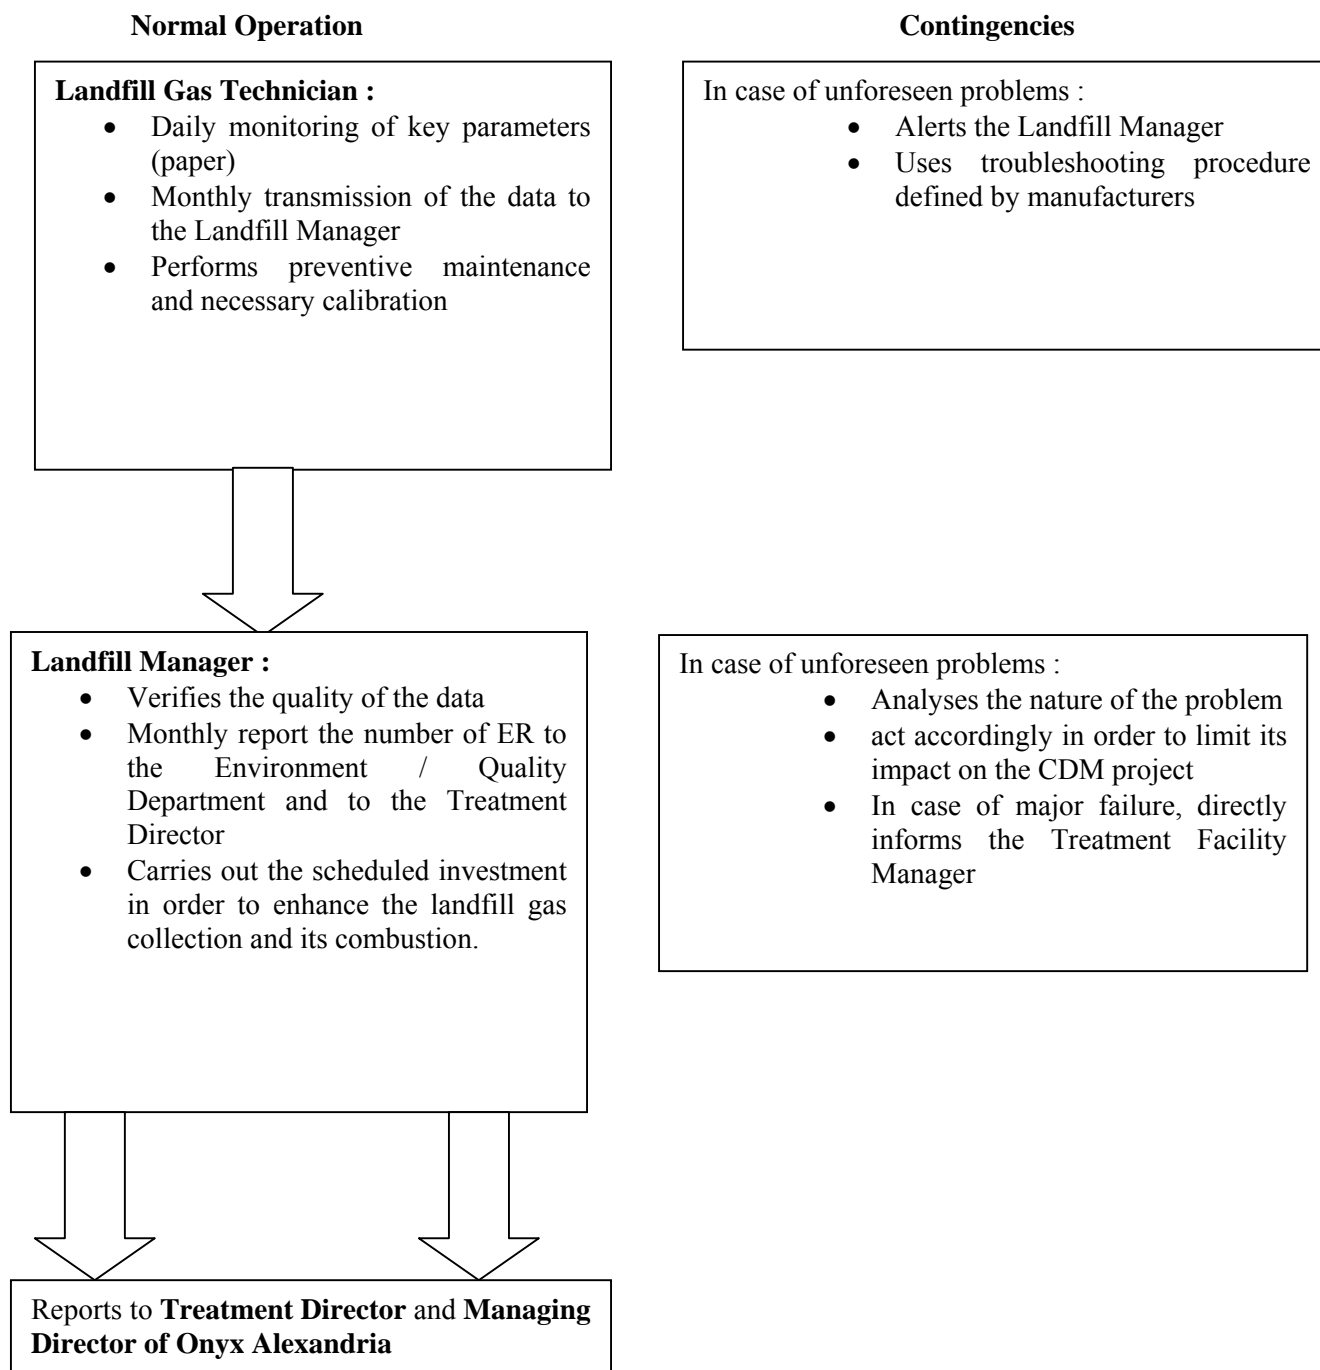 Normal Operation
Contingencies
Landfill Gas Technician :
• Daily monitoring of key parameters
(paper)
• Monthly transmission of the data to
the Landfill Manager
• Performs preventive maintenance
and necessary calibration
In case of unforeseen problems :
• Alerts the Landfill Manager
• Uses troubleshooting procedure
defined by manufacturers
Landfill Manager :
• Verifies the quality of the data
• Monthly report the number of ER to
the Environment / Quality
Department and to the Treatment
Director
• Carries out the scheduled investment
in order to enhance the landfill gas
collection and its combustion.
In case of unforeseen problems :
• Analyses the nature of the problem
• act accordingly in order to limit its
impact on the CDM project
• In case of major failure, directly
informs the Treatment Facility
Manager
Reports to Treatment Director and Managing
Director of Onyx Alexandria